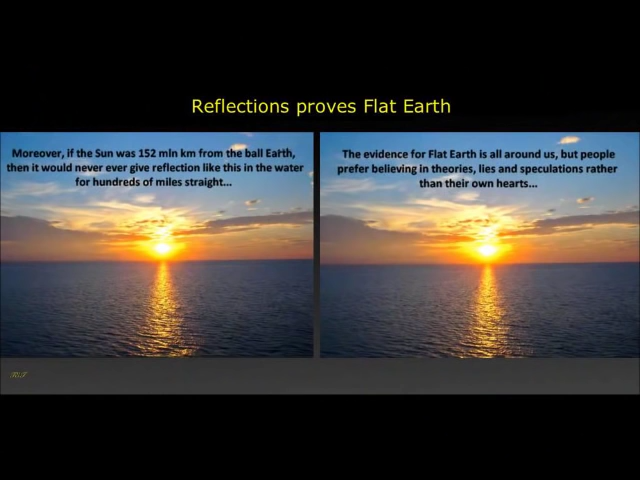 Reflections proves Flat Earth
Moreover, if the Sun was 152 mln km from the ball Earth,
then it would never ever give reflection like this in the water
for hundreds of miles straight...
The evidence for Flat Earth is all around us, but people
prefer believing in theories, lies and speculations rather
than their own hearts...